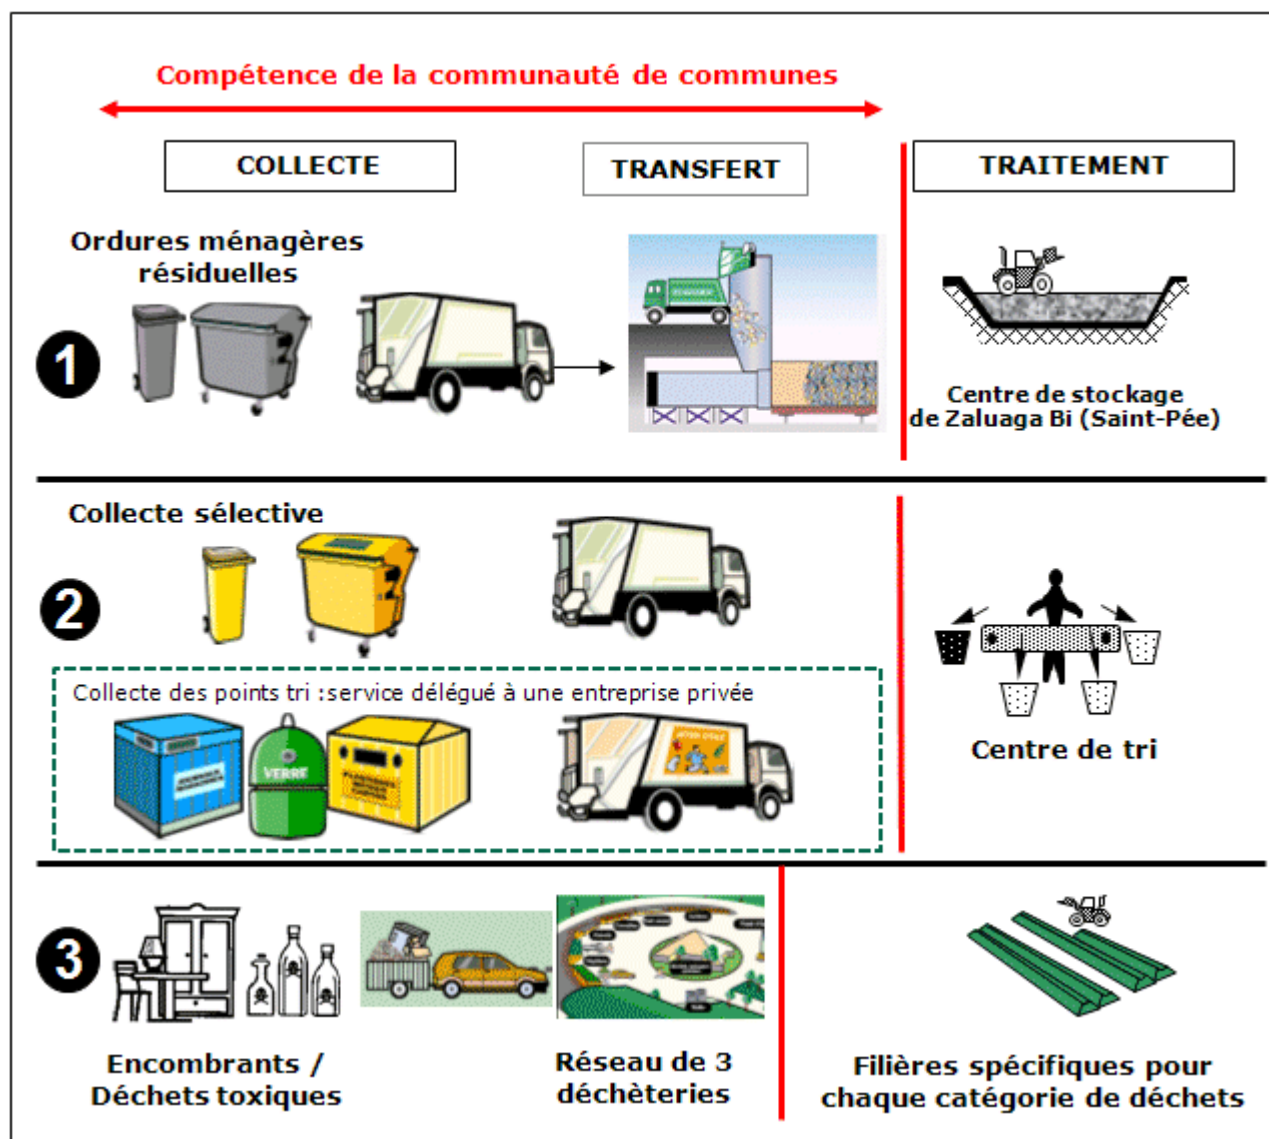 Compétence de la communauté de communes
COLLECTE
TRANSFERT
TRAITEMENT
Ordures ménagères
résiduelles
1
Centre de stockage
de Zaluaga Bi (Saint-Pée)
Collecte sélective
2
Collecte des points tri :service délégué à une entreprise privée
VERRE
Centre de tri
3
Encombrants /
Déchets toxiques
Réseau de 3
déchèteries
Filières spécifiques pour
chaque catégorie de déchets